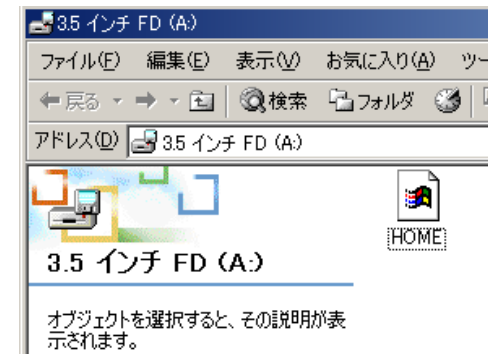 3.5 インチ FD (A:)
ファイル(F) 編集(E) 表示(V) お気に入り(A) ツー
戻る 検索 フォルダ
アドレス(D) 3.5 インチ FD (A:)
HOME
3.5 インチ FD (A:)
オブジェクトを選択すると、その説明が表
示されます。